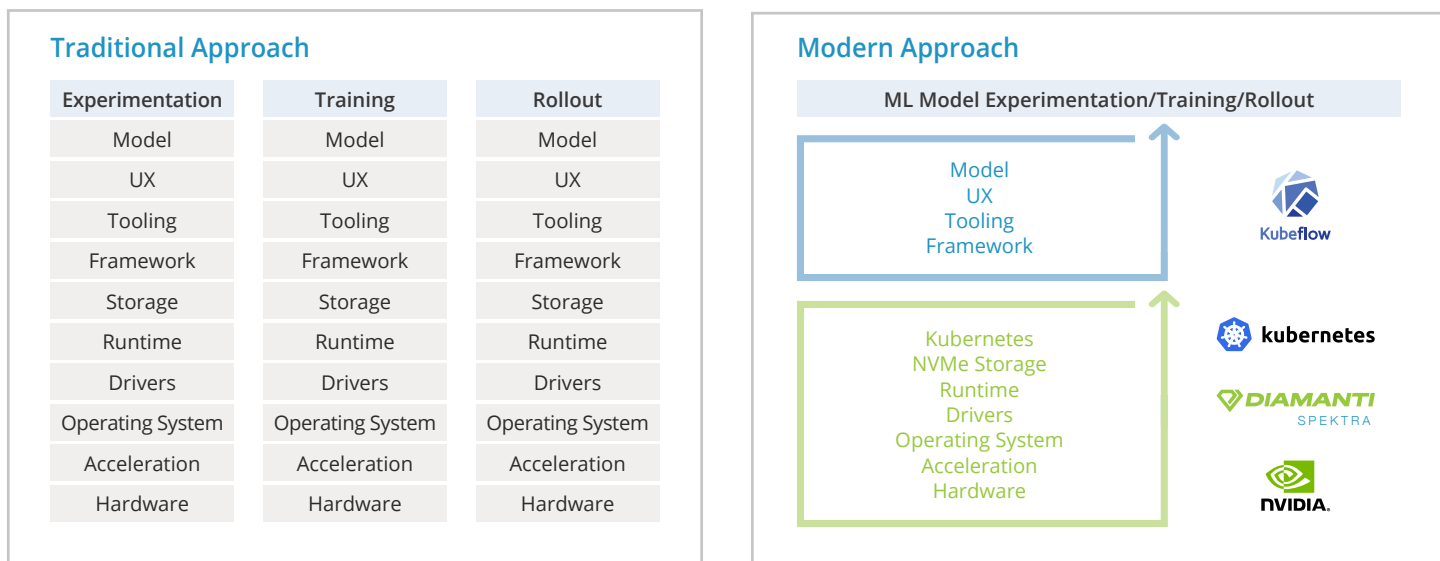 Traditional Approach
Experimentation Training Rollout
Model Model Model
UX UX UX
Tooling Tooling Tooling
Framework Framework Framework
Storage Storage Storage
Runtime Runtime Runtime
Drivers Drivers Drivers
Operating System Operating System Operating System
Acceleration Acceleration Acceleration
Hardware Hardware Hardware
Modern Approach
ML Model Experimentation/Training/Rollout
Model
UX
Tooling
Framework
Kubeflow
Kubernetes
NVMe Storage
Runtime
Drivers
Operating System
Acceleration
Hardware
kubernetes
DIAMANTI
SPEKTRA
NVIDIA.